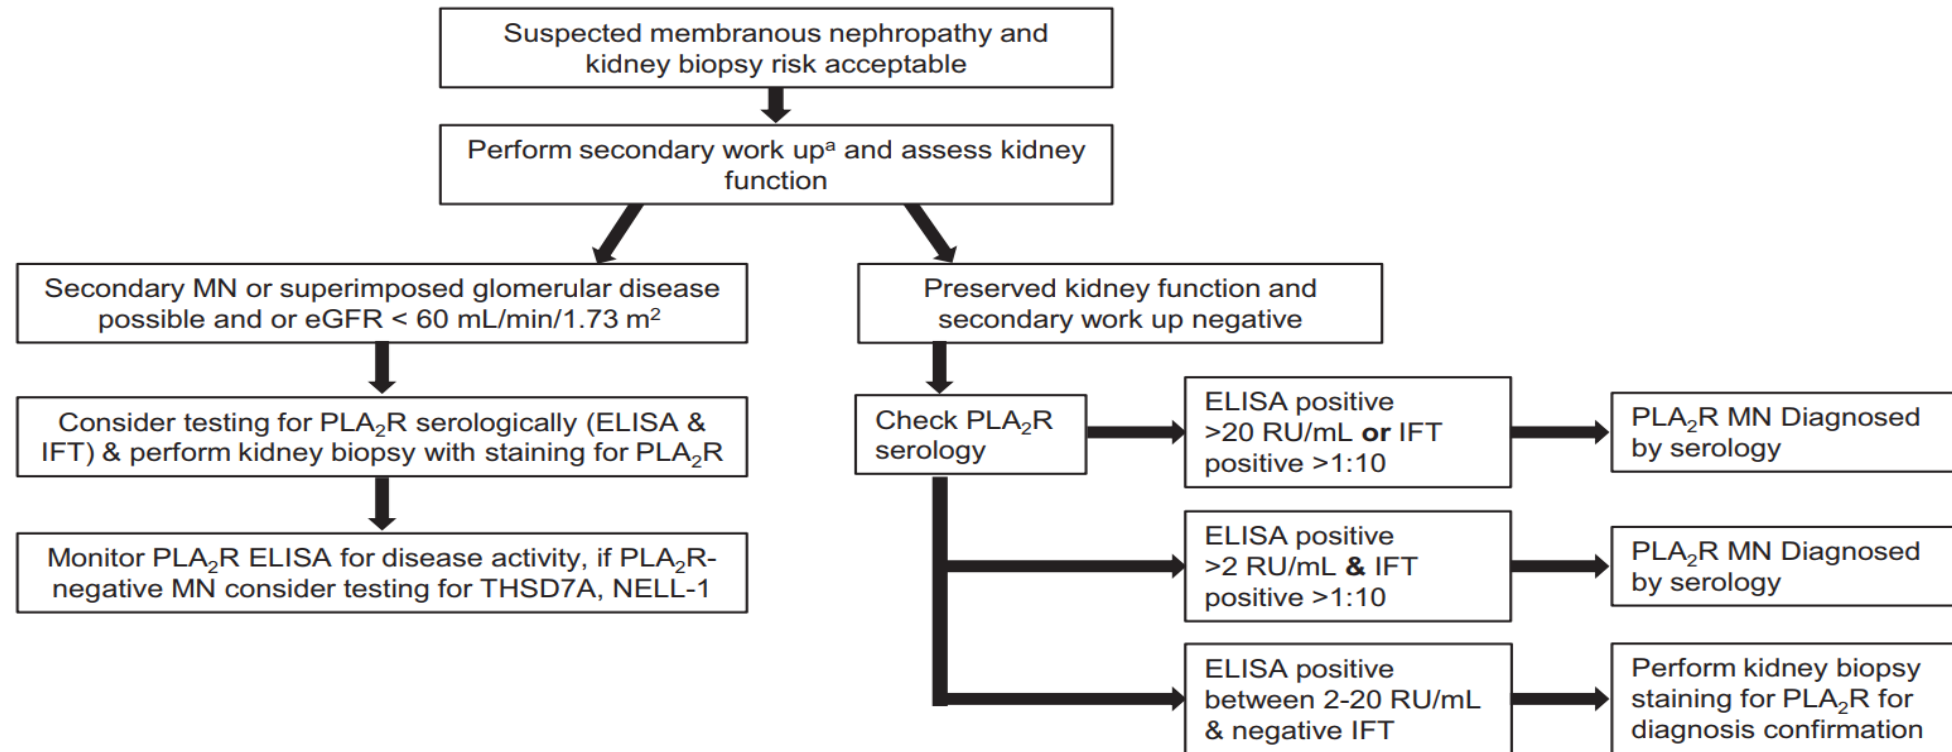 Suspected membranous nephropathy and
kidney biopsy risk acceptable
Perform secondary work upᵃ and assess kidney
function
Secondary MN or superimposed glomerular disease
possible and or eGFR < 60 mL/min/1.73 m²
Consider testing for PLA₂R serologically (ELISA &
IFT) & perform kidney biopsy with staining for PLA₂R
Monitor PLA₂R ELISA for disease activity, if PLA₂R-
negative MN consider testing for THSD7A, NELL-1
Preserved kidney function and
secondary work up negative
Check PLA₂R
serology
ELISA positive
>20 RU/mL or IFT
positive >1:10
PLA₂R MN Diagnosed
by serology
ELISA positive
>2 RU/mL & IFT
positive >1:10
PLA₂R MN Diagnosed
by serology
ELISA positive
between 2-20 RU/mL
& negative IFT
Perform kidney biopsy
staining for PLA₂R for
diagnosis confirmation